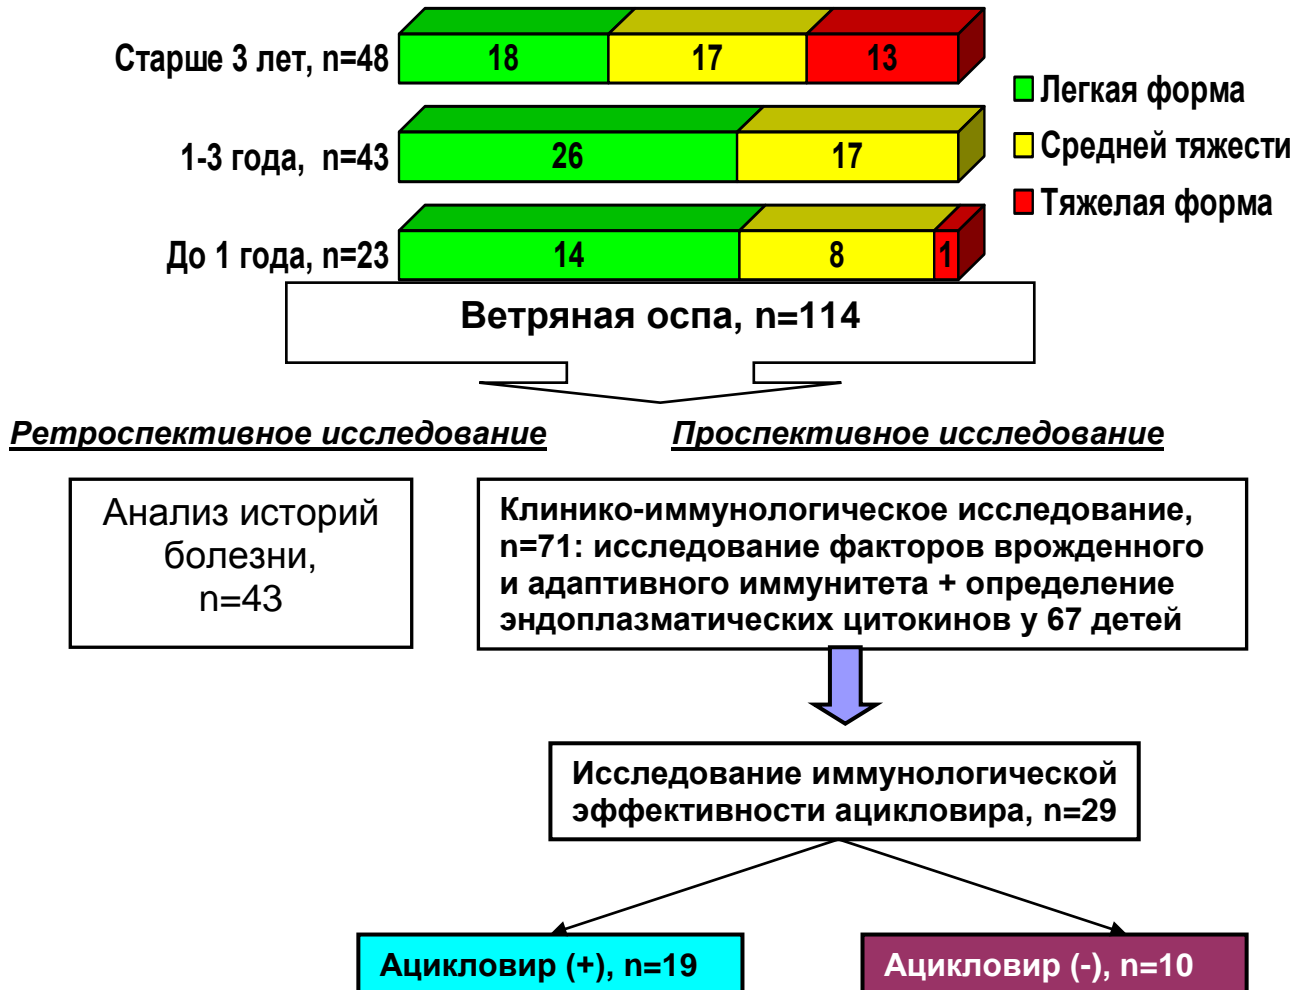 Старше 3 лет, n=48
18
17
13
1-3 года, n=43
26
17
До 1 года, n=23
14
8
1
Легкая форма
Средней тяжести
Тяжелая форма
Ветряная оспа, n=114
Ретроспективное исследование
Проспективное исследование
Анализ историй
болезни,
n=43
Клинико-иммунологическое исследование,
n=71: исследование факторов врожденного
и адаптивного иммунитета + определение
эндоплазматических цитокинов у 67 детей
Исследование иммунологической
эффективности ацикловира, n=29
Ацикловир (+), n=19
Ацикловир (-), n=10